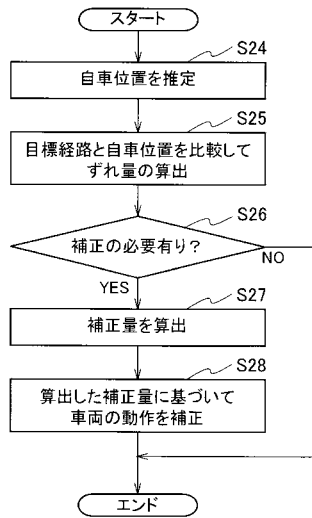 スタート
S24
自車位置を推定
S25
目標経路と自車位置を比較して
ずれ量の算出
S26
補正の必要有り?
NO
YES
S27
補正量を算出
S28
算出した補正量に基づいて
車両の動作を補正
エンド